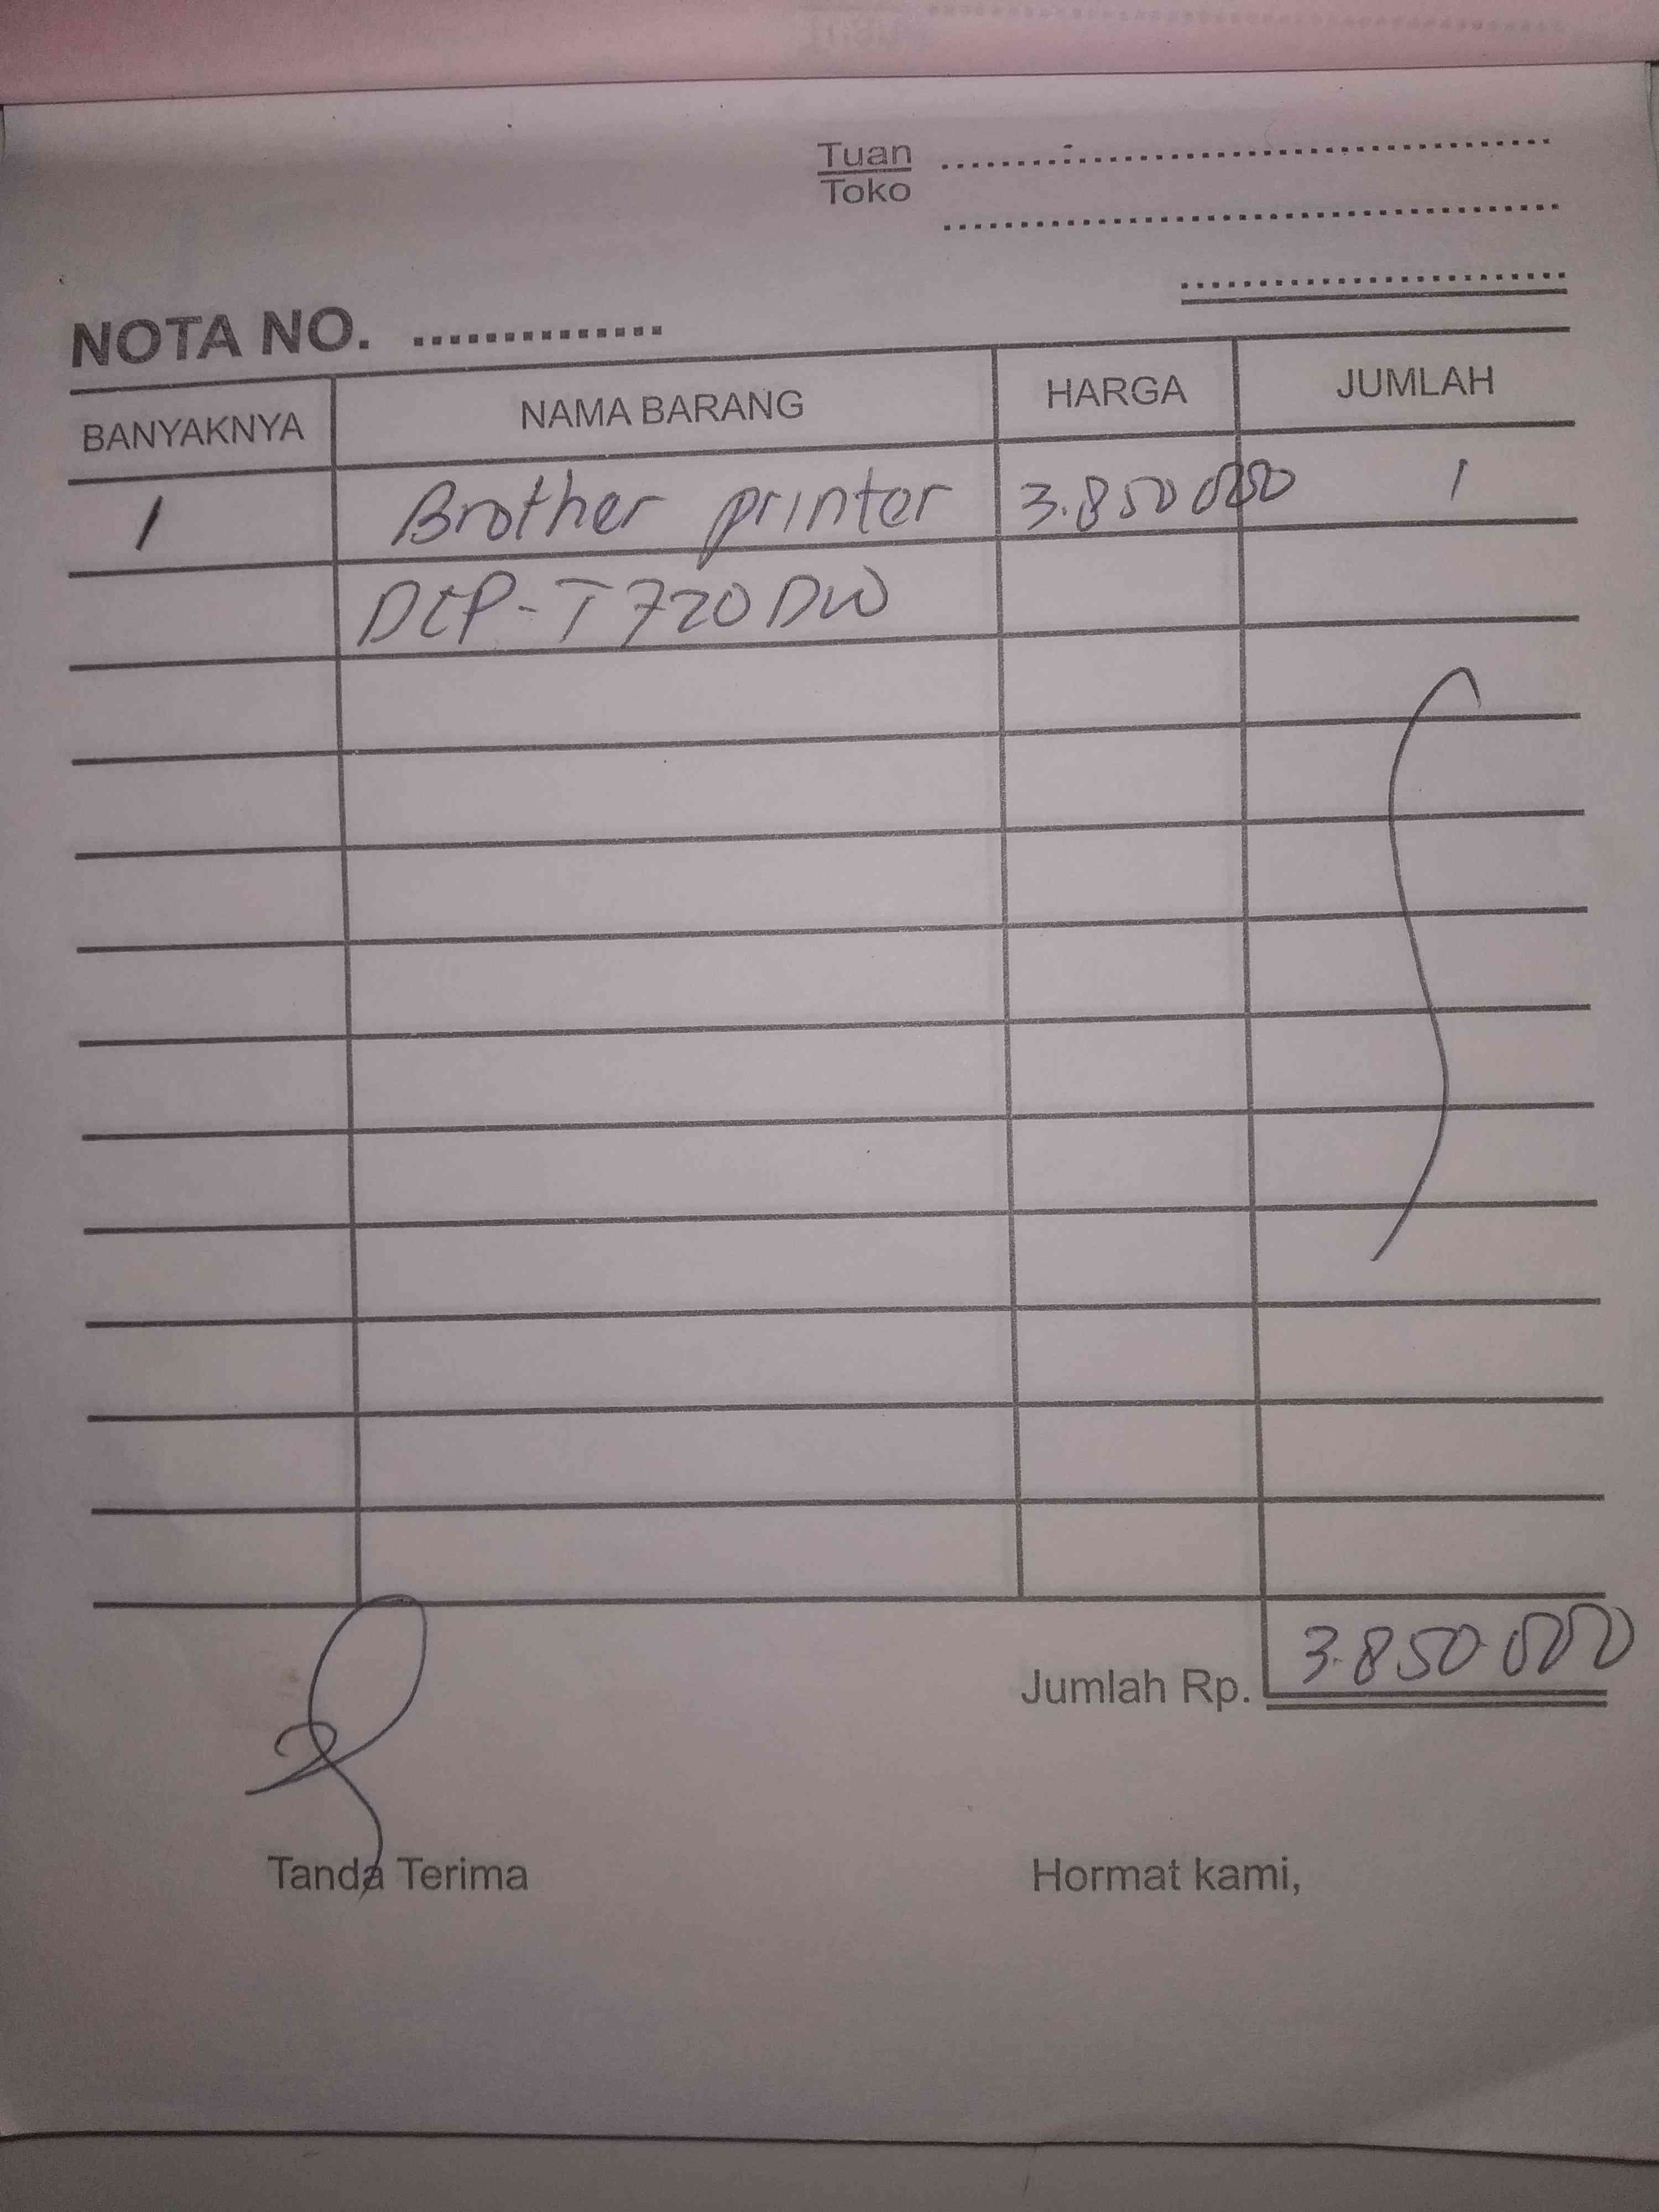 Tuan
Toko
NOTA NO. ..............
BANYAKNYA NAMA BARANG HARGA JUMLAH
1 Brother printer 3.850 000 1
DCP-T720DW
Jumlah Rp. 3.850.000
Tanda Terima Hormat kami,